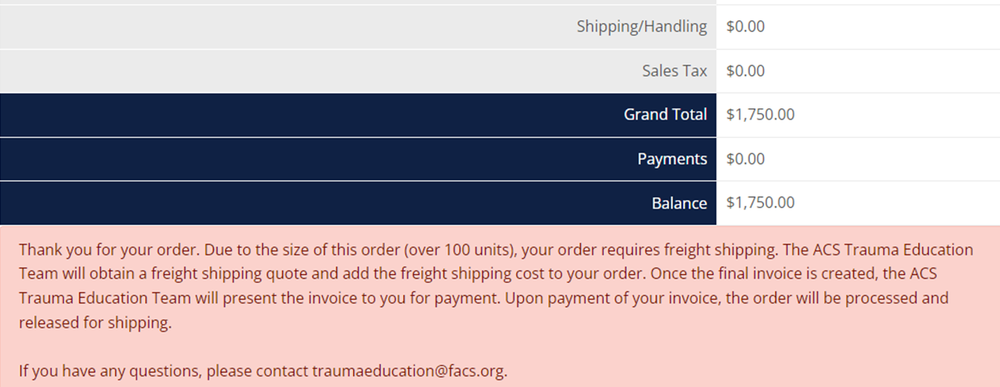 Shipping/Handling $0.00
Sales Tax $0.00
Grand Total $1,750.00
Payments $0.00
Balance $1,750.00
Thank you for your order. Due to the size of this order (over 100 units), your order requires freight shipping. The ACS Trauma Education
Team will obtain a freight shipping quote and add the freight shipping cost to your order. Once the final invoice is created, the ACS
Trauma Education Team will present the invoice to you for payment. Upon payment of your invoice, the order will be processed and
released for shipping.
If you have any questions, please contact traumaeducation@facs.org.